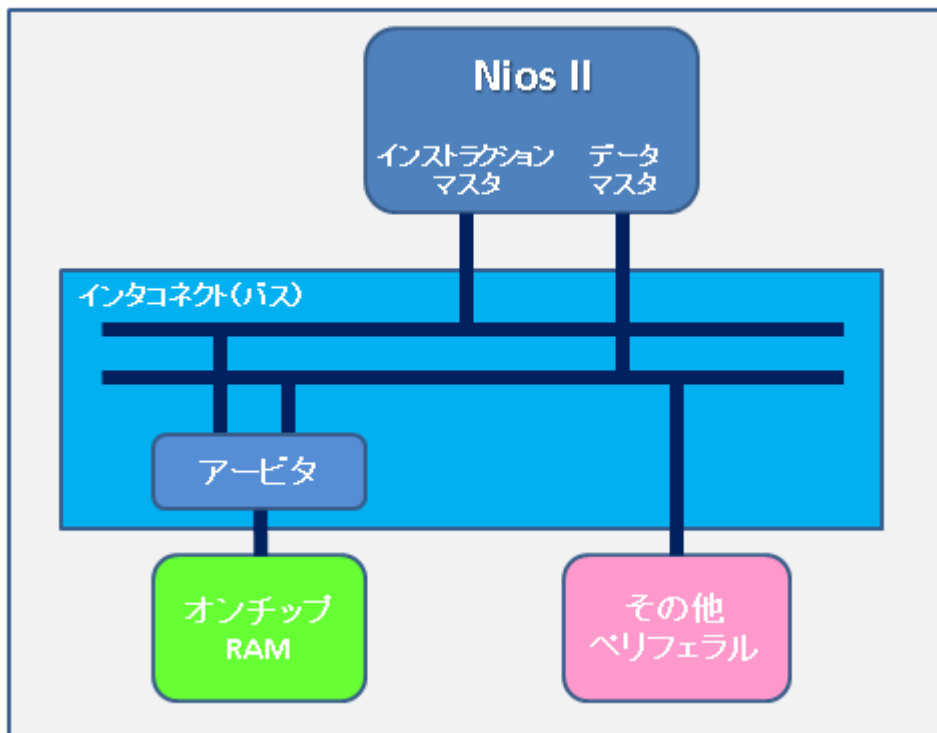 Nios II
インストラクション データ
マスタ マスタ
インタコネクト(バス)
アービタ
オンチップ
RAM
その他
ペリフェラル